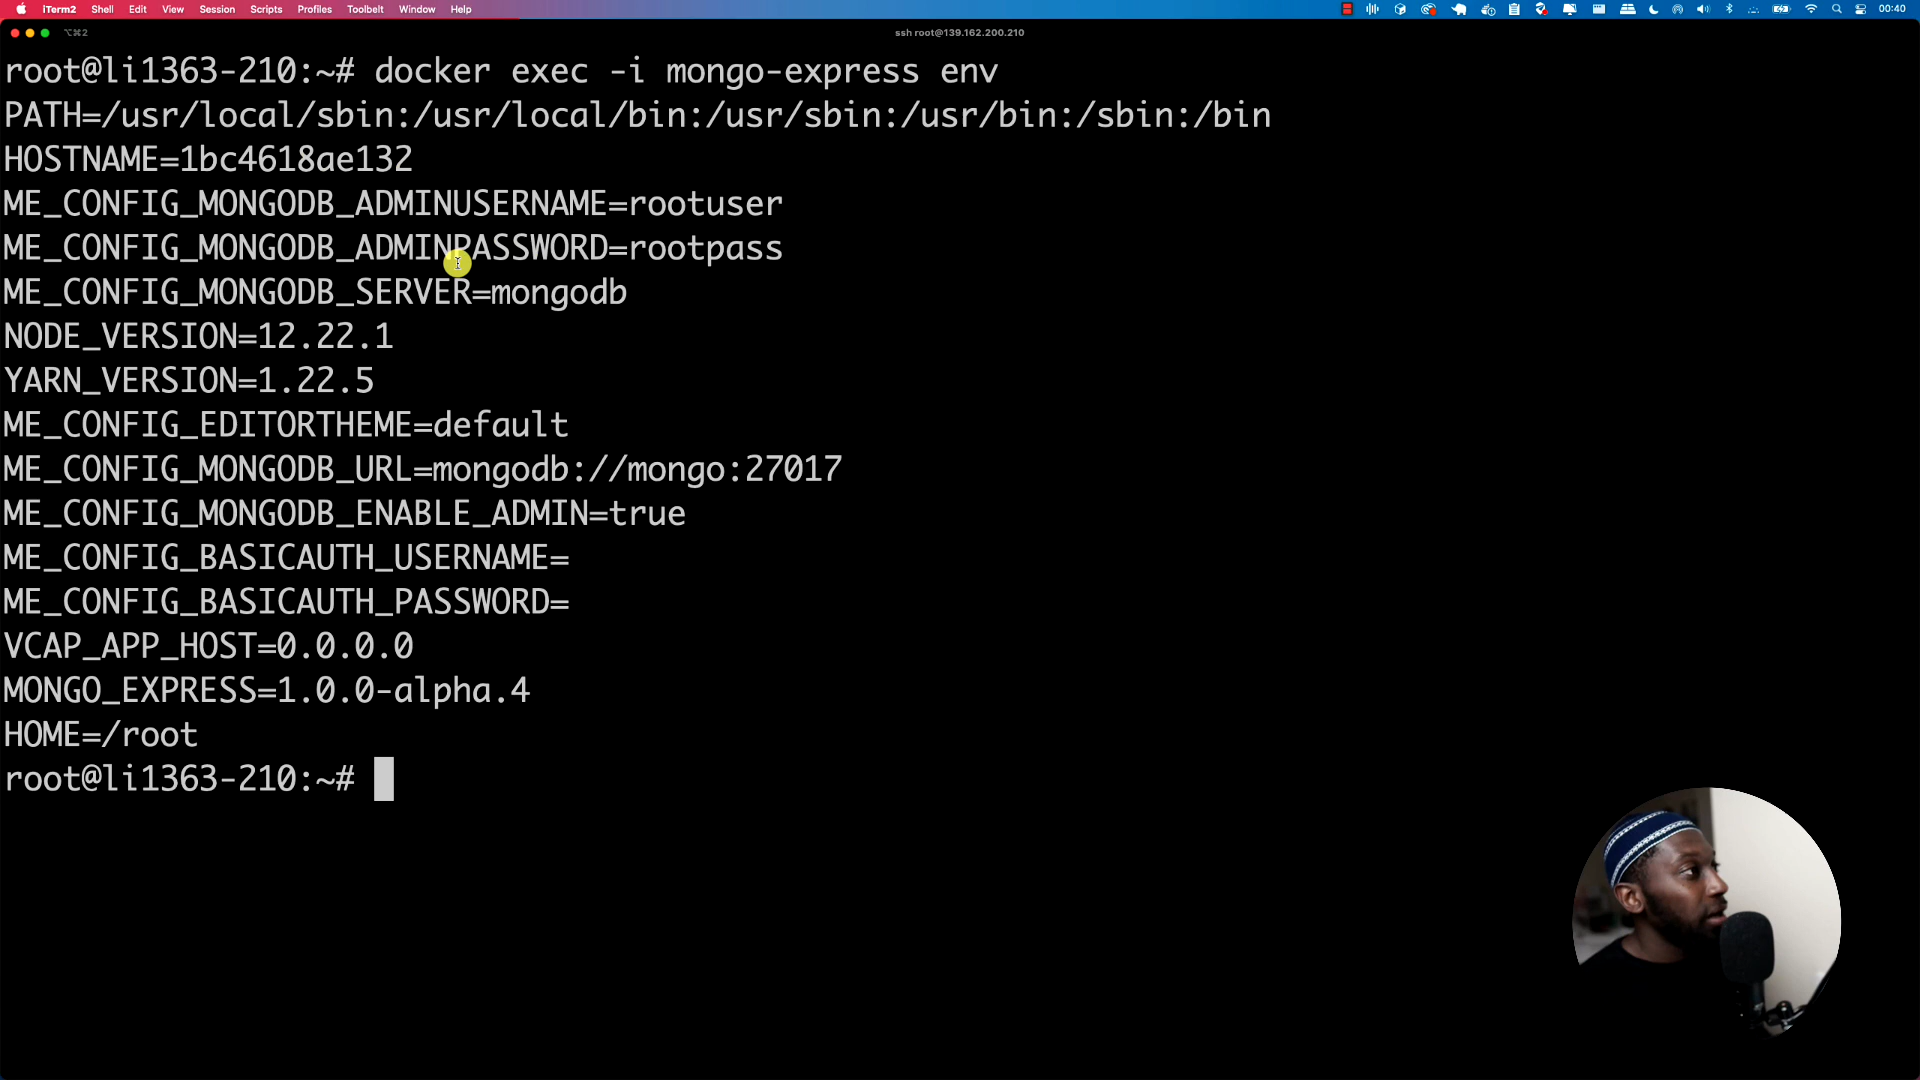 iTerm2 Shell Edit View Session Scripts Profiles Toolbelt Window Help 00:40
⌥⌘2 ssh root@139.162.200.210
root@li1363-210:~# docker exec -i mongo-express env
PATH=/usr/local/sbin:/usr/local/bin:/usr/sbin:/usr/bin:/sbin:/bin
HOSTNAME=1bc4618ae132
ME_CONFIG_MONGODB_ADMINUSERNAME=rootuser
ME_CONFIG_MONGODB_ADMINPASSWORD=rootpass
ME_CONFIG_MONGODB_SERVER=mongodb
NODE_VERSION=12.22.1
YARN_VERSION=1.22.5
ME_CONFIG_EDITORTHEME=default
ME_CONFIG_MONGODB_URL=mongodb://mongo:27017
ME_CONFIG_MONGODB_ENABLE_ADMIN=true
ME_CONFIG_BASICAUTH_USERNAME=
ME_CONFIG_BASICAUTH_PASSWORD=
VCAP_APP_HOST=0.0.0.0
MONGO_EXPRESS=1.0.0-alpha.4
HOME=/root
root@li1363-210:~#